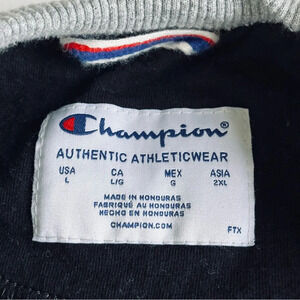 Champion®
AUTHENTIC ATHLETICWEAR
USA CA MEX ASIA
L L/G G 2XL
MADE IN HONDURAS
FABRIQUÉ AU HONDURAS
HECHO EN HONDURAS
CHAMPION.COM
FTX